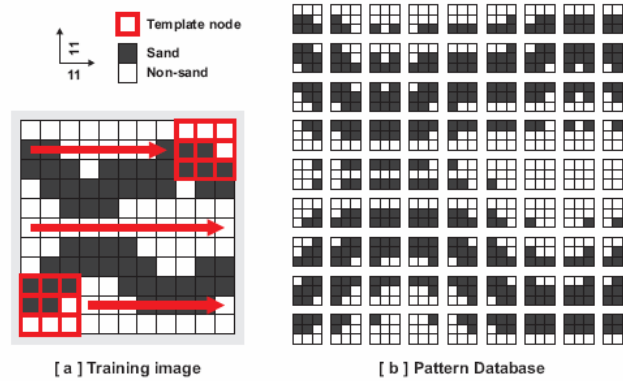 Template node
Sand
Non-sand
11
11
[ a ] Training image
[ b ] Pattern Database